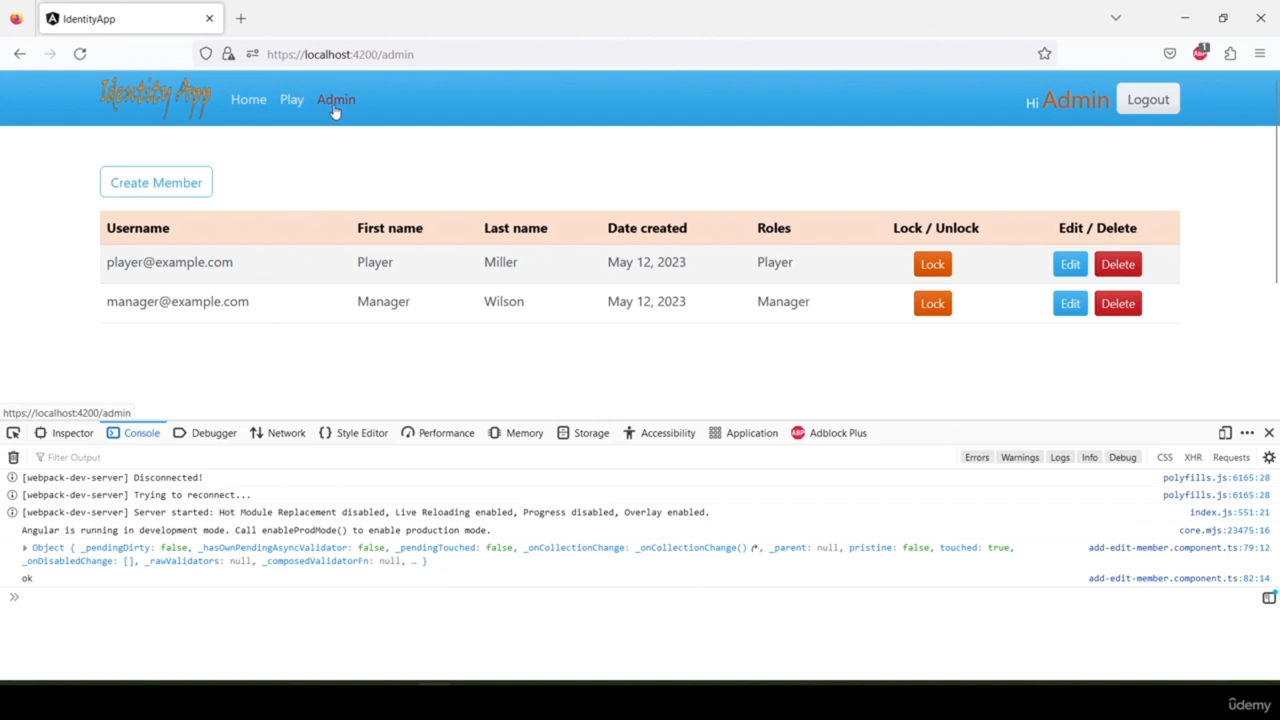 IdentityApp
https://localhost:4200/admin
1
Identity App Home Play Admin Hi Admin Logout
Create Member
Username First name Last name Date created Roles Lock / Unlock Edit / Delete
player@example.com Player Miller May 12, 2023 Player Lock Edit Delete
manager@example.com Manager Wilson May 12, 2023 Manager Lock Edit Delete
https://localhost:4200/admin
Inspector Console Debugger Network Style Editor Performance Memory Storage Accessibility Application ABP Adblock Plus
Filter Output Errors Warnings Logs Info Debug CSS XHR Requests
[webpack-dev-server] Disconnected! polyfills.js:6165:28
[webpack-dev-server] Trying to reconnect... polyfills.js:6165:28
[webpack-dev-server] Server started: Hot Module Replacement disabled, Live Reloading enabled, Progress disabled, Overlay enabled. index.js:551:21
Angular is running in development mode. Call enableProdMode() to enable production mode. core.mjs:23475:16
Object { _pendingDirty: false, _hasOwnPendingAsyncValidator: false, _pendingTouched: false, _onCollectionChange: _onCollectionChange(), _parent: null, pristine: false, touched: true, add-edit-member.component.ts:79:12
_onDisabledChange: [], _rawValidators: null, _composedValidatorFn: null, … }
ok add-edit-member.component.ts:82:14
ûdemy